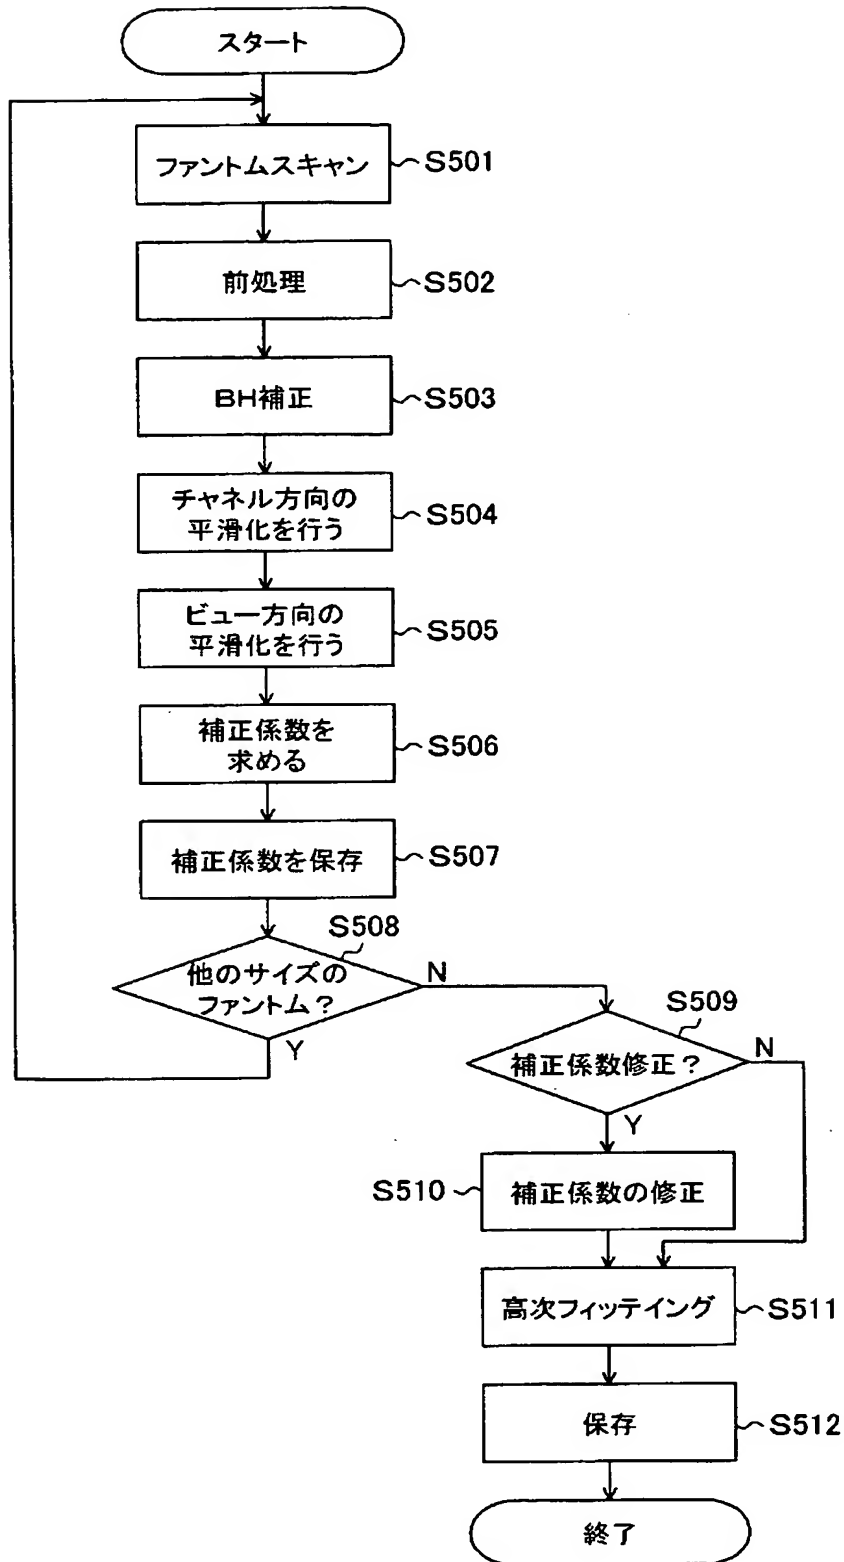 スタート
ファントムスキャン
S501
前処理
S502
BH補正
S503
チャネル方向の
平滑化を行う
S504
ビュー方向の
平滑化を行う
S505
補正係数を
求める
S506
補正係数を保存
S507
S508
他のサイズの
ファントム?
N
Y
S509
補正係数修正?
N
Y
S510
補正係数の修正
高次フィッテイング
S511
保存
S512
終了